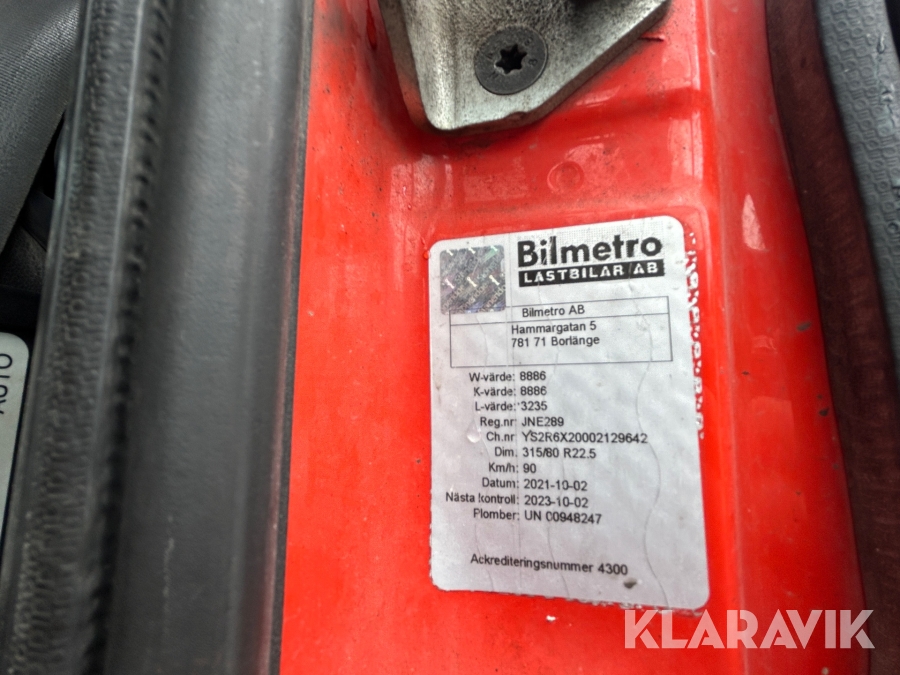 Bilmetro
LASTBILAR AB
Bilmetro AB
Hammargatan 5
781 71 Borlänge
W-värde: 8886
K-värde: 8886
L-värde: 3235
Reg.nr: JNE289
Ch.nr: YS2R6X20002129642
Dim: 315/80 R22.5
Km/h: 90
Datum: 2021-10-02
Nästa kontroll: 2023-10-02
Plomber: UN 00948247
Ackrediteringsnummer 4300
AUTO
KLARAVIK